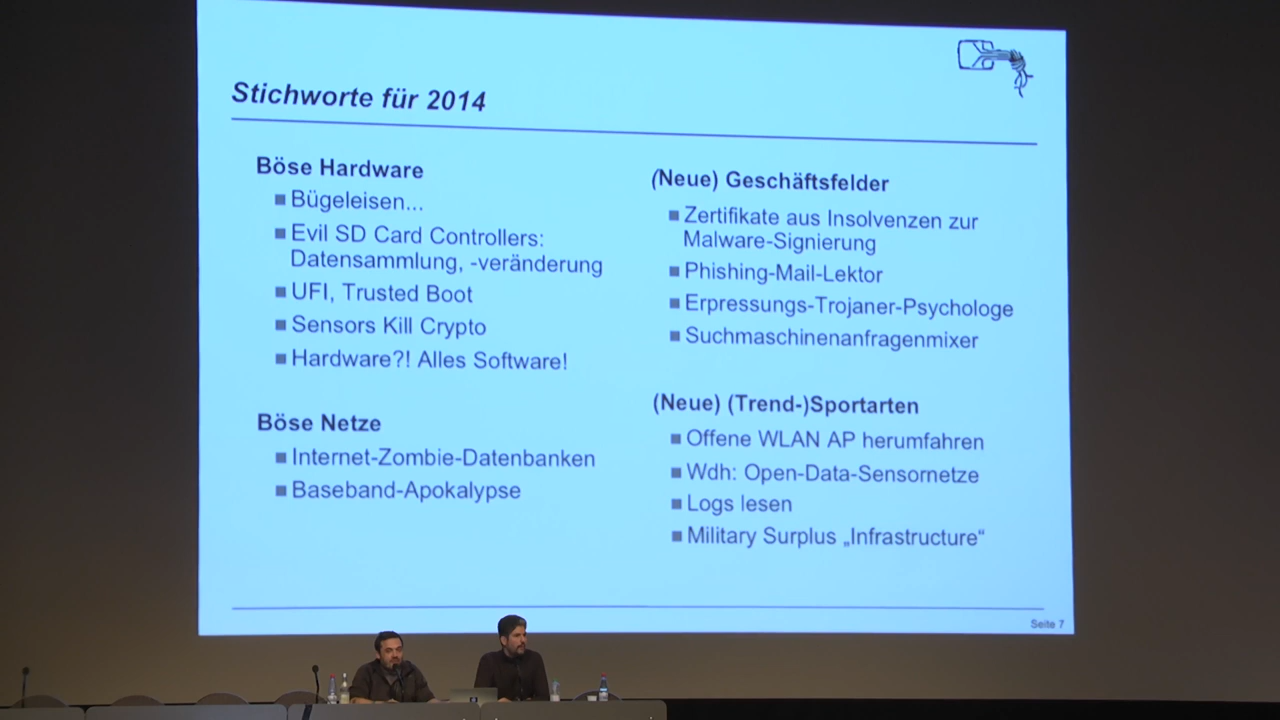 Stichworte für 2014
Böse Hardware
Bügeleisen...
Evil SD Card Controllers:
Datensammlung, -veränderung
UFI, Trusted Boot
Sensors Kill Crypto
Hardware?! Alles Software!
Böse Netze
Internet-Zombie-Datenbanken
Baseband-Apokalypse
(Neue) Geschäftsfelder
Zertifikate aus Insolvenzen zur
Malware-Signierung
Phishing-Mail-Lektor
Erpressungs-Trojaner-Psychologe
Suchmaschinenanfragenmixer
(Neue) (Trend-)Sportarten
Offene WLAN AP herumfahren
Wdh: Open-Data-Sensornetze
Logs lesen
Military Surplus „Infrastructure“
Seite 7